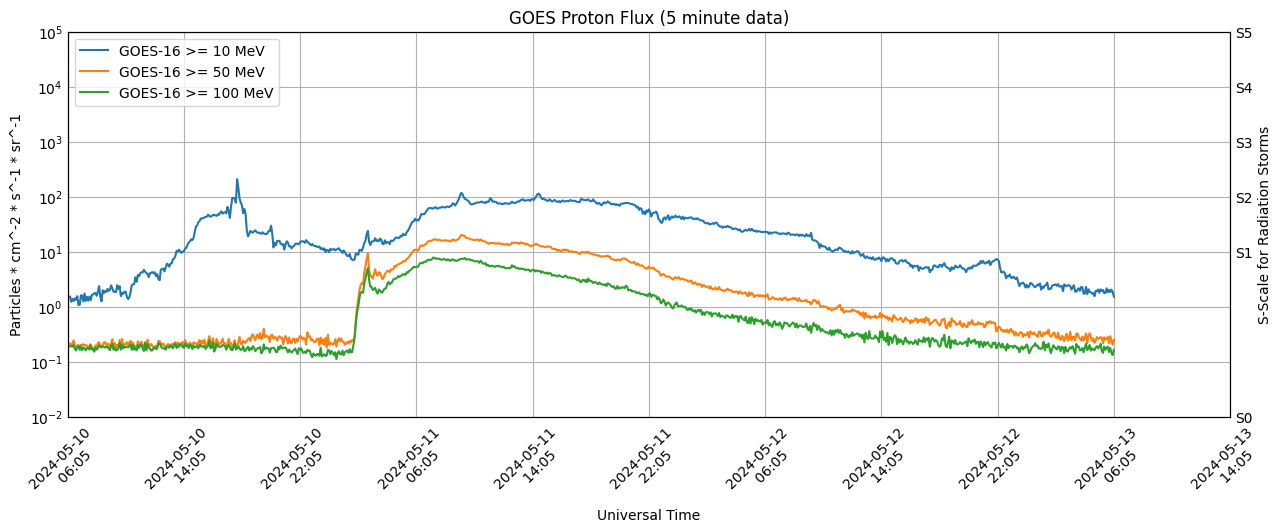 GOES Proton Flux (5 minute data)
GOES-16 >= 10 MeV
GOES-16 >= 50 MeV
GOES-16 >= 100 MeV
Particles * cm^-2 * s^-1 * sr^-1
10^5
10^4
10^3
10^2
10^1
10^0
10^-1
10^-2
S5
S4
S3
S2
S1
S0
S-Scale for Radiation Storms
2024-05-10
06:05
2024-05-10
14:05
2024-05-10
22:05
2024-05-11
06:05
2024-05-11
14:05
2024-05-11
22:05
2024-05-12
06:05
2024-05-12
14:05
2024-05-12
22:05
2024-05-13
06:05
2024-05-13
14:05
Universal Time